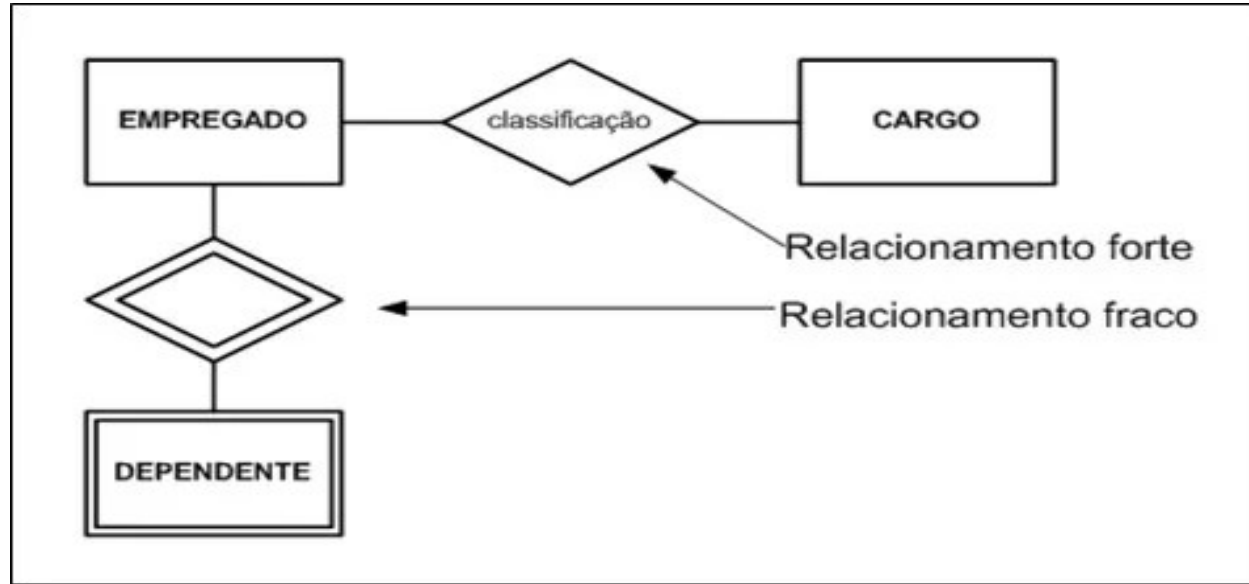 EMPREGADO
classificação
CARGO
Relacionamento forte
Relacionamento fraco
DEPENDENTE